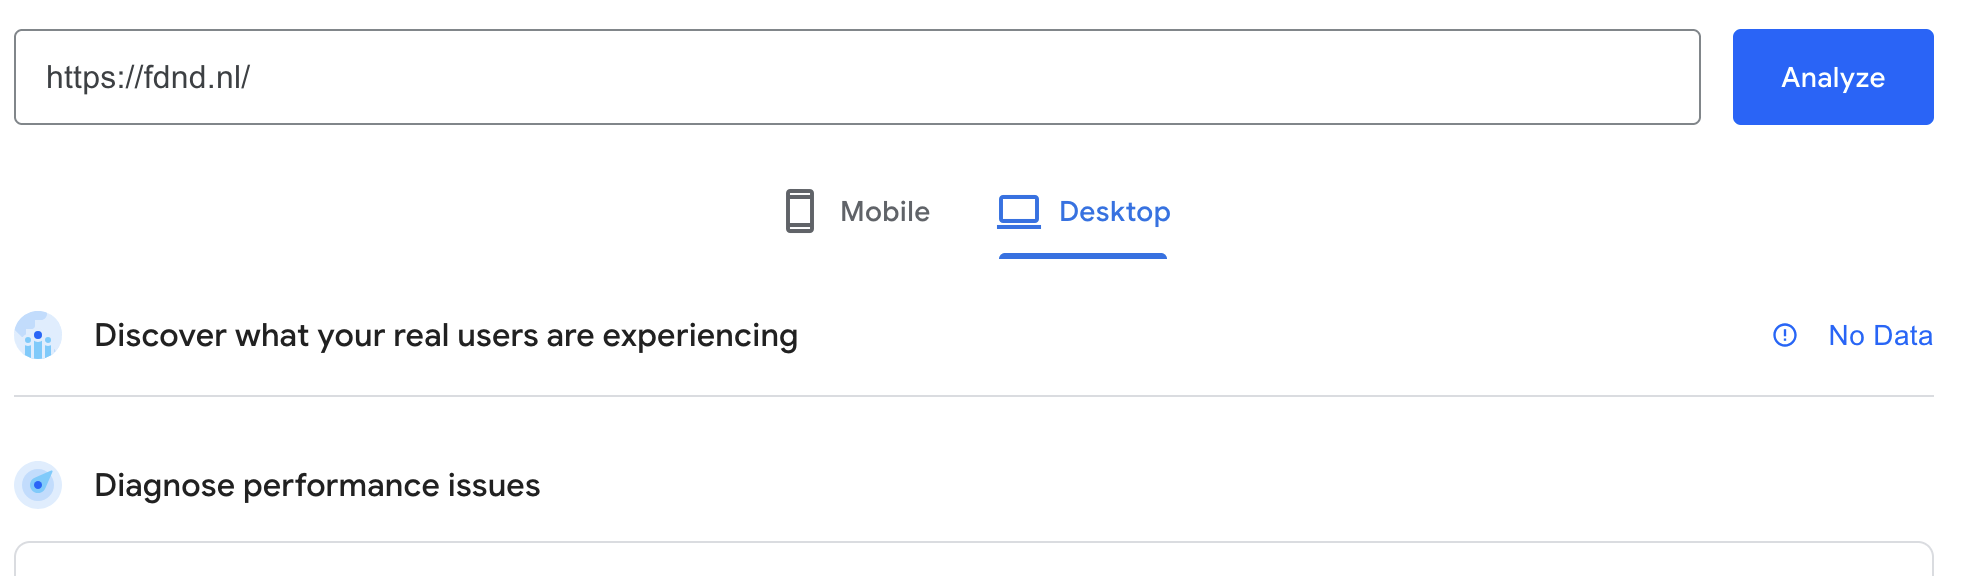 https://fdnd.nl/
Analyze
Mobile
Desktop
Discover what your real users are experiencing
No Data
Diagnose performance issues